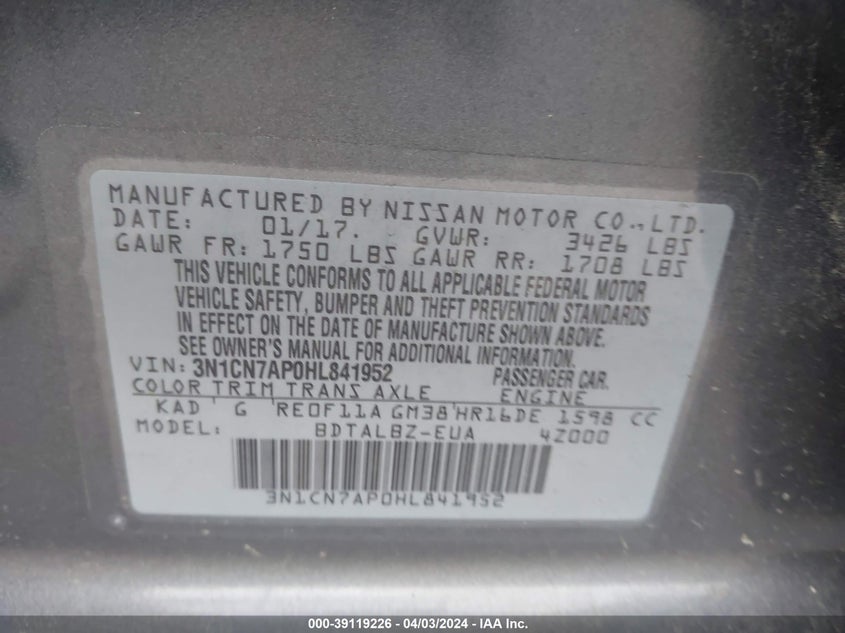 MANUFACTURED BY NISSAN MOTOR CO., LTD.
DATE: 01/17. GVWR: 3426 LBS
GAWR FR: 1750 LBS GAWR RR: 1708 LBS
THIS VEHICLE CONFORMS TO ALL APPLICABLE FEDERAL MOTOR
VEHICLE SAFETY, BUMPER AND THEFT PREVENTION STANDARDS
IN EFFECT ON THE DATE OF MANUFACTURE SHOWN ABOVE.
SEE OWNER'S MANUAL FOR ADDITIONAL INFORMATION.
VIN: 3N1CN7AP0HL841952 PASSENGER CAR.
COLOR TRIM TRANS AXLE ENGINE
KAD ' G 'RE0F11A GM38'HR16DE 1598 CC
MODEL: BDTALBZ-EUA 4Z000
3N1CN7AP0HL841952
000-39119226 - 04/03/2024 - IAA Inc.